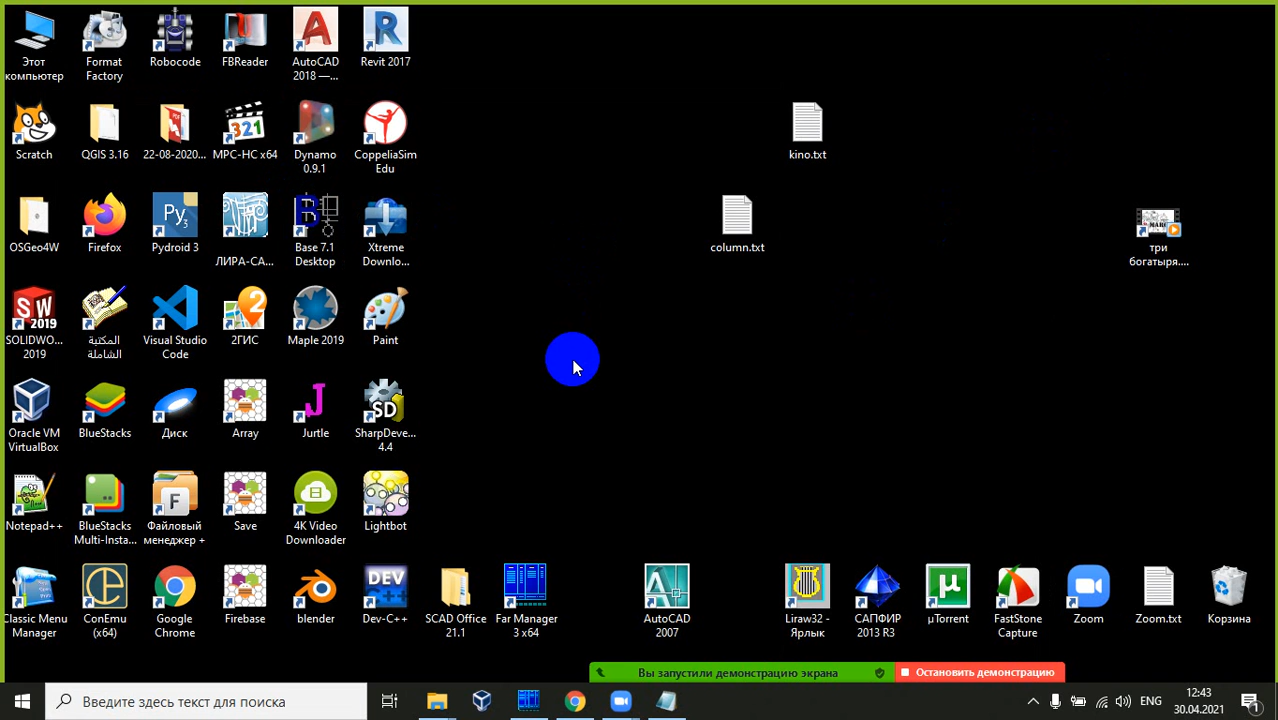 Этот
компьютер
Format
Factory
Robocode
FBReader
AutoCAD
2018 —...
Revit 2017
Scratch
QGIS 3.16
22-08-2020...
MPC-HC x64
Dynamo
0.9.1
CoppeliaSim
Edu
kino.txt
OSGeo4W
Firefox
Pydroid 3
ЛИРА-СА...
Base 7.1
Desktop
Xtreme
Downlo...
column.txt
три
богатыря....
SOLIDWO...
2019
المكتبة
الشاملة
Visual Studio
Code
2ГИС
Maple 2019
Paint
Oracle VM
VirtualBox
BlueStacks
Диск
Array
Jurtle
SharpDeve...
4.4
Notepad++
BlueStacks
Multi-Insta...
Файловый
менеджер +
Save
4K Video
Downloader
Lightbot
Classic Menu
Manager
ConEmu
(x64)
Google
Chrome
Firebase
blender
Dev-C++
SCAD Office
21.1
Far Manager
3 x64
AutoCAD
2007
Liraw32 -
Ярлык
САПФИР
2013 R3
µTorrent
FastStone
Capture
Zoom
Zoom.txt
Корзина
Вы запустили демонстрацию экрана
Остановить демонстрацию
Введите здесь текст для поиска
ENG
12:43
30.04.2021